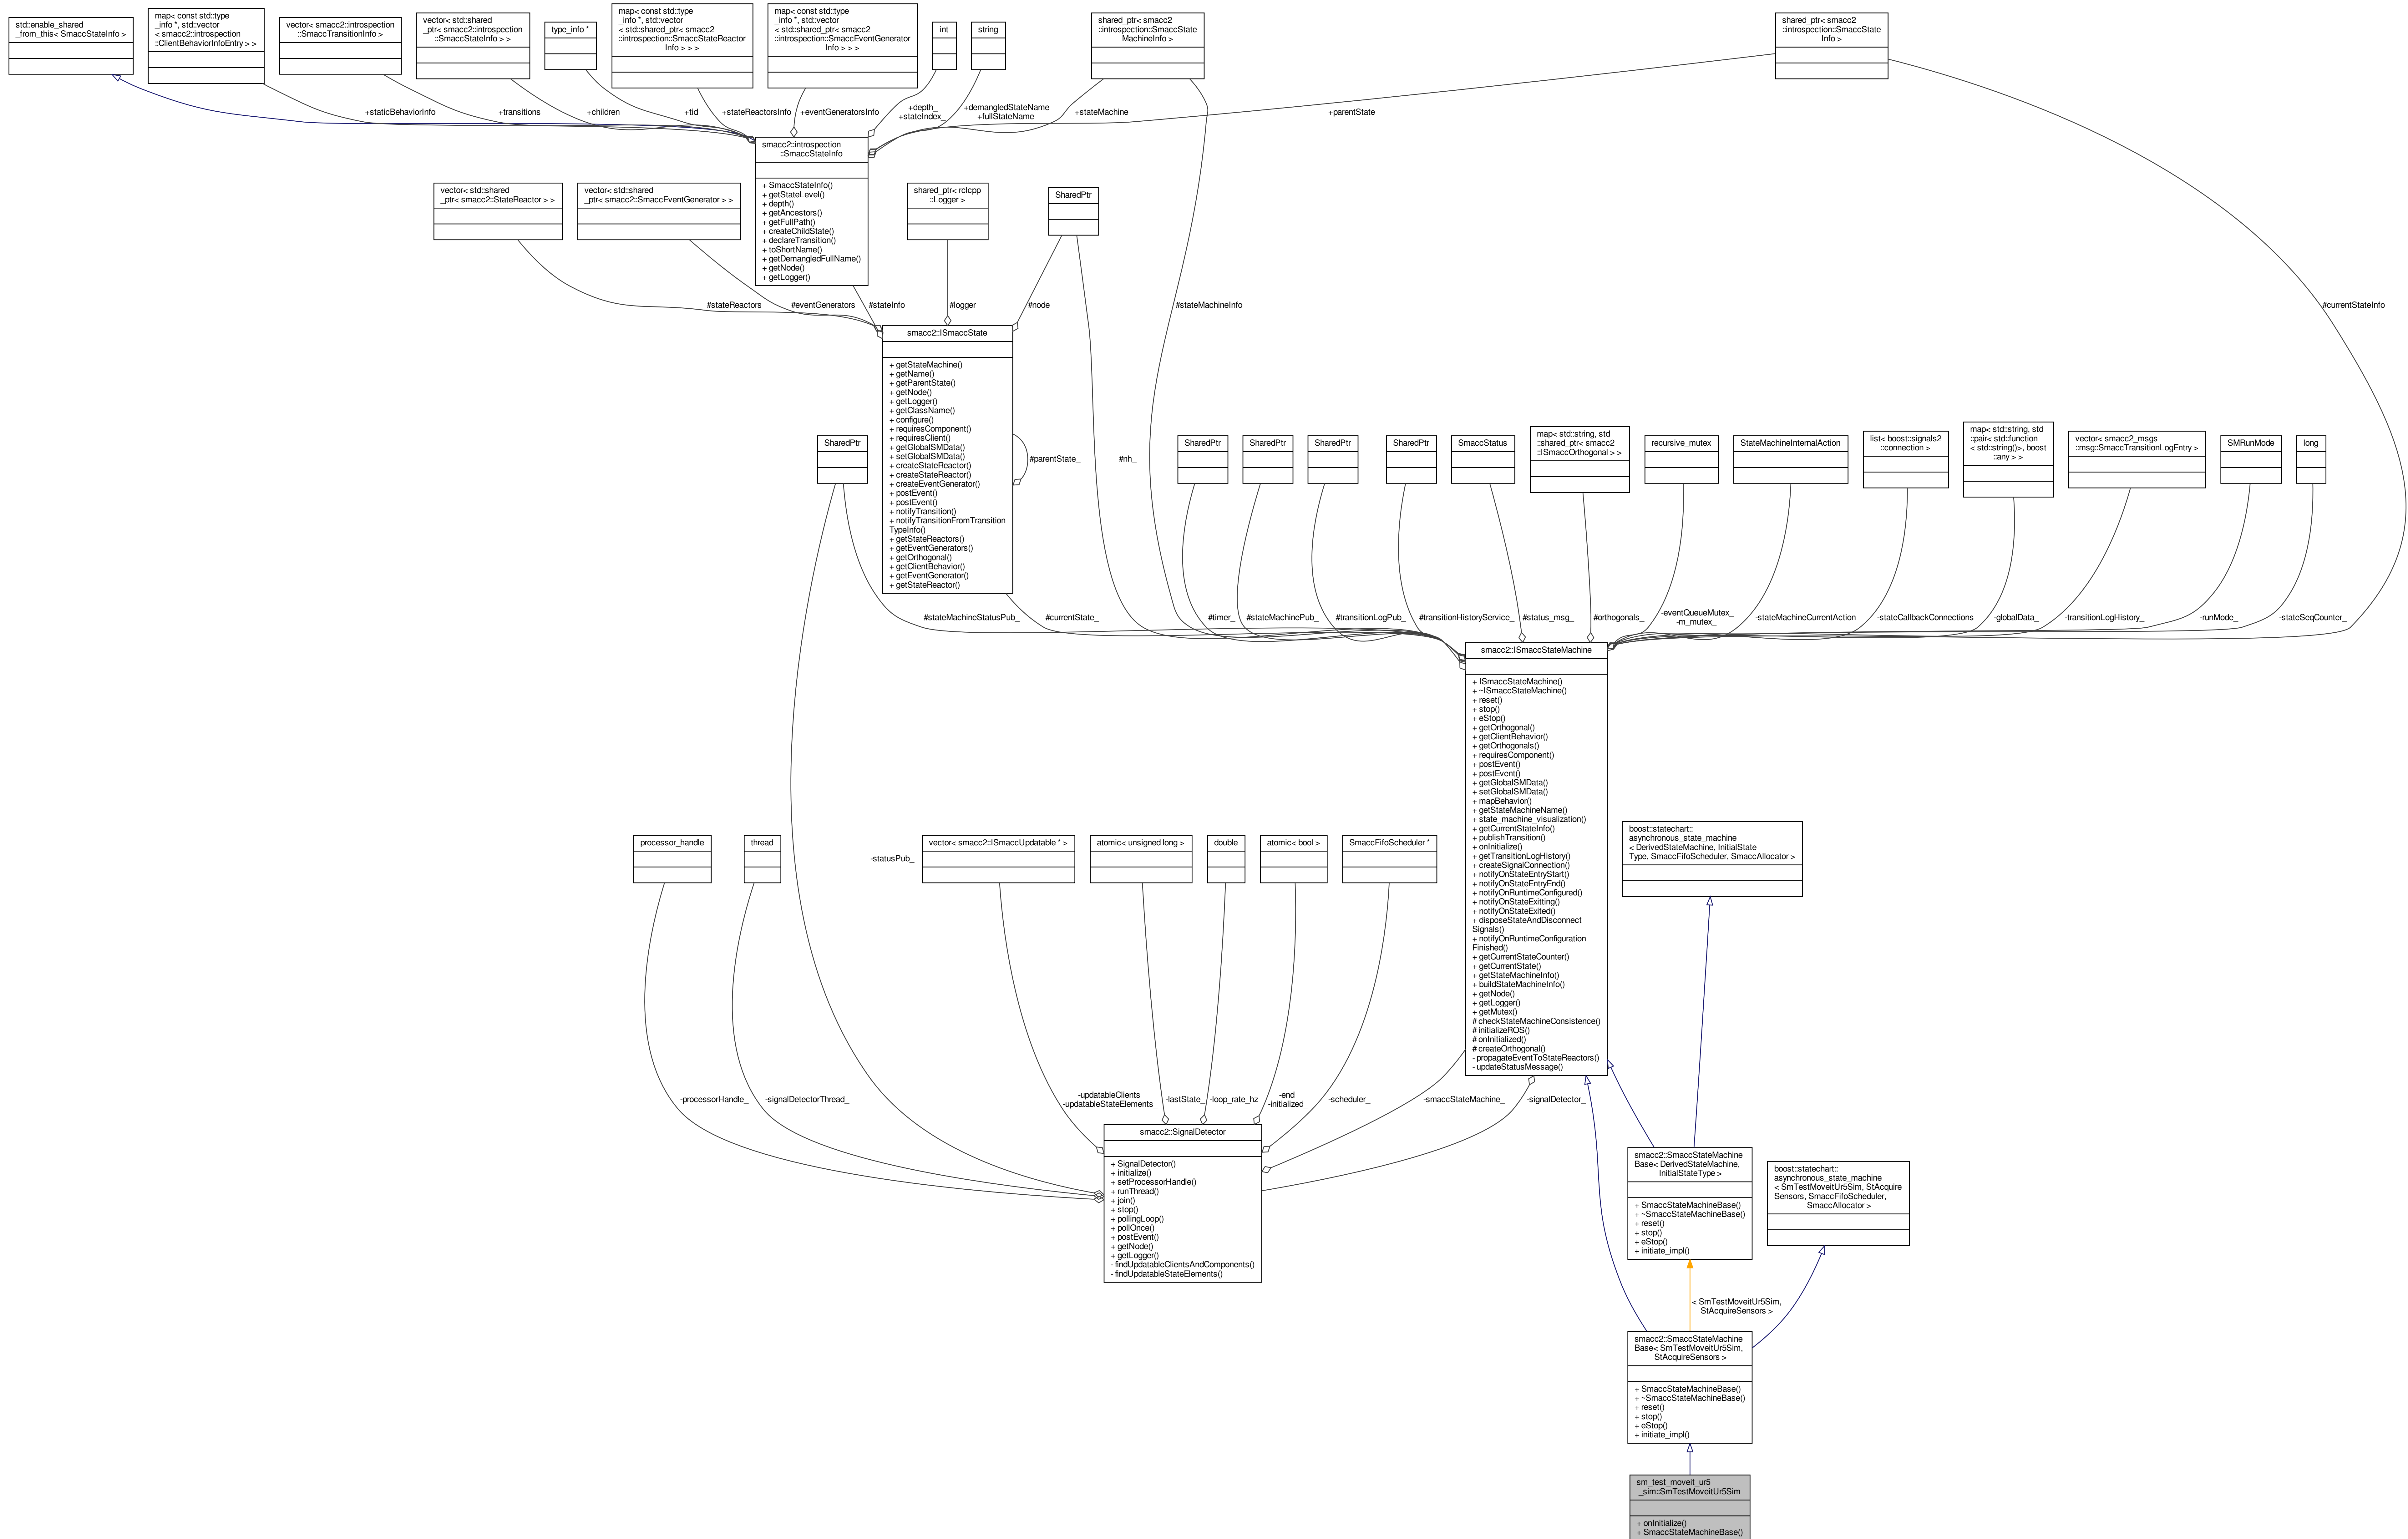 std::enable_shared
_from_this< SmaccStateInfo >
map< const std::type
_info *, std::vector
< smacc2::introspection
::ClientBehaviorInfoEntry > >
vector< smacc2::introspection
::SmaccTransitionInfo >
vector< std::shared
_ptr< smacc2::introspection
::SmaccStateInfo > >
type_info *
map< const std::type
_info *, std::vector
< std::shared_ptr< smacc2
::introspection::SmaccStateReactor
Info > > >
map< const std::type
_info *, std::vector
< std::shared_ptr< smacc2
::introspection::SmaccEventGenerator
Info > > >
int
string
shared_ptr< smacc2
::introspection::SmaccState
MachineInfo >
shared_ptr< smacc2
::introspection::SmaccState
Info >
+staticBehaviorInfo
+transitions_
+children_
+tid_
+stateReactorsInfo
+eventGeneratorsInfo
+depth_
+stateIndex_
+demangledStateName
+fullStateName
+stateMachine_
+parentState_
smacc2::introspection
::SmaccStateInfo
+ SmaccStateInfo()
+ getStateLevel()
+ depth()
+ getAncestors()
+ getFullPath()
+ createChildState()
+ declareTransition()
+ toShortName()
+ getDemangledFullName()
+ getNode()
+ getLogger()
vector< std::shared
_ptr< smacc2::StateReactor > >
vector< std::shared
_ptr< smacc2::SmaccEventGenerator > >
shared_ptr< rclcpp
::Logger >
SharedPtr
#stateReactors_
#eventGenerators_
#stateInfo_
#logger_
#node_
#stateMachineInfo_
#currentStateInfo_
smacc2::ISmaccState
+ getStateMachine()
+ getName()
+ getParentState()
+ getNode()
+ getLogger()
+ getClassName()
+ configure()
+ requiresComponent()
+ requiresClient()
+ getGlobalSMData()
+ setGlobalSMData()
+ createStateReactor()
+ createStateReactor()
+ createEventGenerator()
+ postEvent()
+ postEvent()
+ notifyTransition()
+ notifyTransitionFromTransition
TypeInfo()
+ getStateReactors()
+ getEventGenerators()
+ getOrthogonal()
+ getClientBehavior()
+ getEventGenerator()
+ getStateReactor()
#parentState_
#nh_
SharedPtr
SharedPtr
SharedPtr
SharedPtr
SharedPtr
SmaccStatus
map< std::string, std
::shared_ptr< smacc2
::ISmaccOrthogonal > >
recursive_mutex
StateMachineInternalAction
list< boost::signals2
::connection >
map< std::string, std
::pair< std::function
< std::string()>, boost
::any > >
vector< smacc2_msgs
::msg::SmaccTransitionLogEntry >
SMRunMode
long
#stateMachineStatusPub_
#currentState_
#timer_
#stateMachinePub_
#transitionLogPub_
#transitionHistoryService_
#status_msg_
#orthogonals_
-eventQueueMutex_
-m_mutex_
-stateMachineCurrentAction
-stateCallbackConnections
-globalData_
-transitionLogHistory_
-runMode_
-stateSeqCounter_
smacc2::ISmaccStateMachine
+ ISmaccStateMachine()
+ ~ISmaccStateMachine()
+ reset()
+ stop()
+ eStop()
+ getOrthogonal()
+ getClientBehavior()
+ getOrthogonals()
+ requiresComponent()
+ postEvent()
+ postEvent()
+ getGlobalSMData()
+ setGlobalSMData()
+ mapBehavior()
+ getStateMachineName()
+ state_machine_visualization()
+ getCurrentStateInfo()
+ publishTransition()
+ onInitialize()
+ getTransitionLogHistory()
+ createSignalConnection()
+ notifyOnStateEntryStart()
+ notifyOnStateEntryEnd()
+ notifyOnRuntimeConfigured()
+ notifyOnStateExitting()
+ notifyOnStateExited()
+ disposeStateAndDisconnect
Signals()
+ notifyOnRuntimeConfiguration
Finished()
+ getCurrentStateCounter()
+ getCurrentState()
+ getStateMachineInfo()
+ buildStateMachineInfo()
+ getNode()
+ getLogger()
+ getMutex()
# checkStateMachineConsistence()
# initializeROS()
# onInitialized()
# createOrthogonal()
- propagateEventToStateReactors()
- updateStatusMessage()
processor_handle
thread
-statusPub_
vector< smacc2::ISmaccUpdatable * >
atomic< unsigned long >
double
atomic< bool >
SmaccFifoScheduler *
boost::statechart::
asynchronous_state_machine
< DerivedStateMachine, InitialState
Type, SmaccFifoScheduler, SmaccAllocator >
-processorHandle_
-signalDetectorThread_
-updatableClients_
-updatableStateElements_
-lastState_
-loop_rate_hz
-end_
-initialized_
-scheduler_
-smaccStateMachine_
-signalDetector_
smacc2::SignalDetector
+ SignalDetector()
+ initialize()
+ setProcessorHandle()
+ runThread()
+ join()
+ stop()
+ pollingLoop()
+ pollOnce()
+ postEvent()
+ getNode()
+ getLogger()
- findUpdatableClientsAndComponents()
- findUpdatableStateElements()
smacc2::SmaccStateMachine
Base< DerivedStateMachine,
InitialStateType >
+ SmaccStateMachineBase()
+ ~SmaccStateMachineBase()
+ reset()
+ stop()
+ eStop()
+ initiate_impl()
boost::statechart::
asynchronous_state_machine
< SmTestMoveitUr5Sim, StAcquire
Sensors, SmaccFifoScheduler,
SmaccAllocator >
< SmTestMoveitUr5Sim,
StAcquireSensors >
smacc2::SmaccStateMachine
Base< SmTestMoveitUr5Sim,
StAcquireSensors >
+ SmaccStateMachineBase()
+ ~SmaccStateMachineBase()
+ reset()
+ stop()
+ eStop()
+ initiate_impl()
sm_test_moveit_ur5
_sim::SmTestMoveitUr5Sim
+ onInitialize()
+ SmaccStateMachineBase()